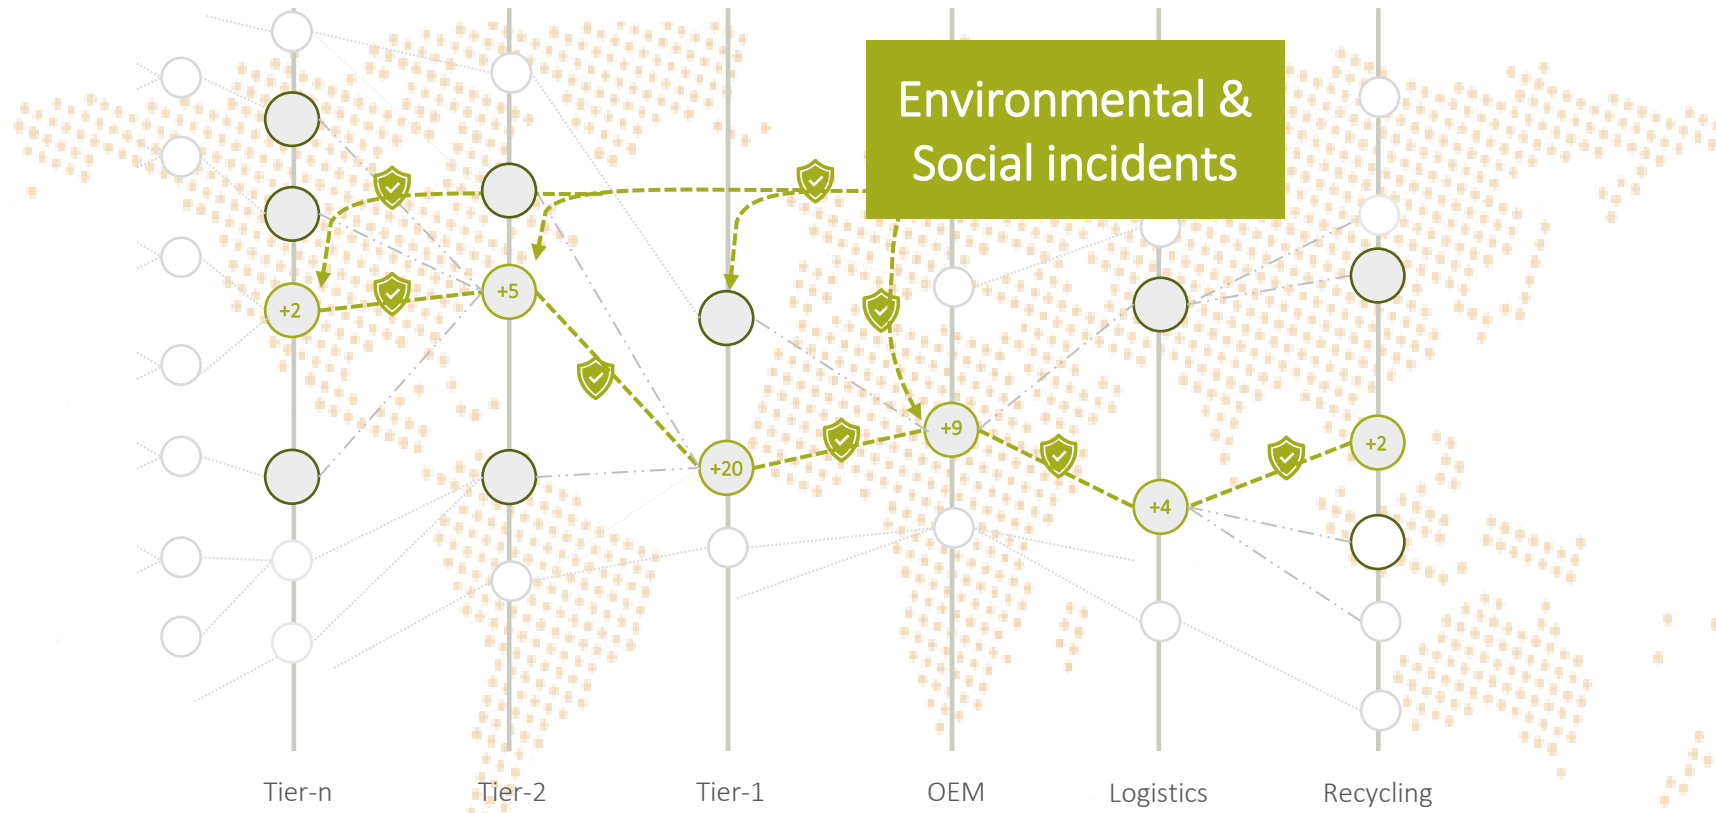 Environmental &
Social incidents
+2
+5
+20
+9
+4
+2
Tier-n
Tier-2
Tier-1
OEM
Logistics
Recycling